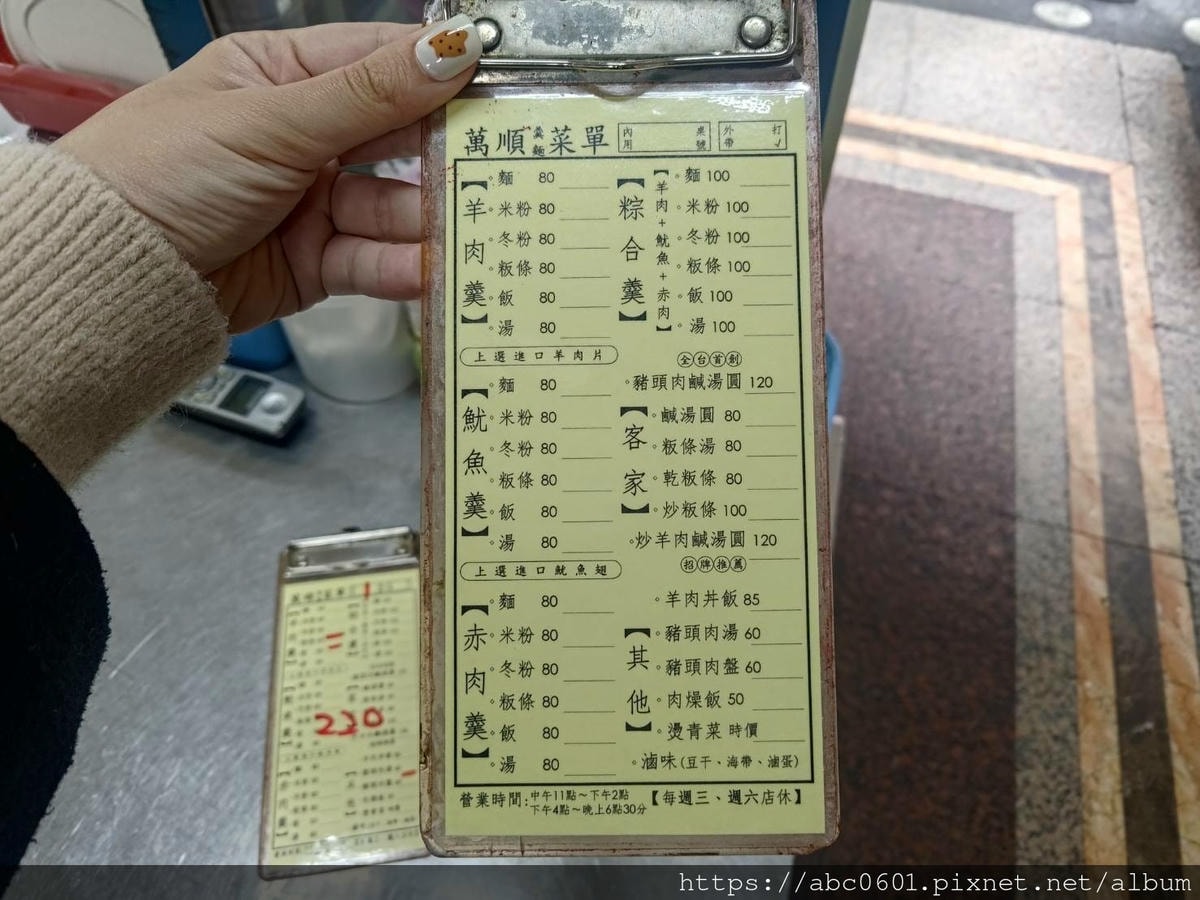 萬順羹麵菜單 內用 桌號 外帶 打✓
【羊肉羹】
。麵 80
。米粉 80
。冬粉 80
。粄條 80
。飯 80
。湯 80
上選進口羊肉片
【魷魚羹】
。麵 80
。米粉 80
。冬粉 80
。粄條 80
。飯 80
。湯 80
上選進口魷魚翅
【赤肉羹】
。麵 80
。米粉 80
。冬粉 80
。粄條 80
。飯 80
。湯 80
【粽合羹】
【羊肉+魷魚+赤肉】
。麵 100
。米粉 100
。冬粉 100
。粄條 100
。飯 100
。湯 100
全台首創
。豬頭肉鹹湯圓 120
【客家】
。鹹湯圓 80
。粄條湯 80
。乾粄條 80
。炒粄條 100
。炒羊肉鹹湯圓 120
招牌推薦
。羊肉丼飯 85
【其他】
。豬頭肉湯 60
。豬頭肉盤 60
。肉燥飯 50
。燙青菜 時價
。滷味(豆干、海帶、滷蛋)
營業時間:中午11點~下午2點
下午4點~晚上6點30分
【每週三、週六店休】
220
https://abc0601.pixnet.net/album